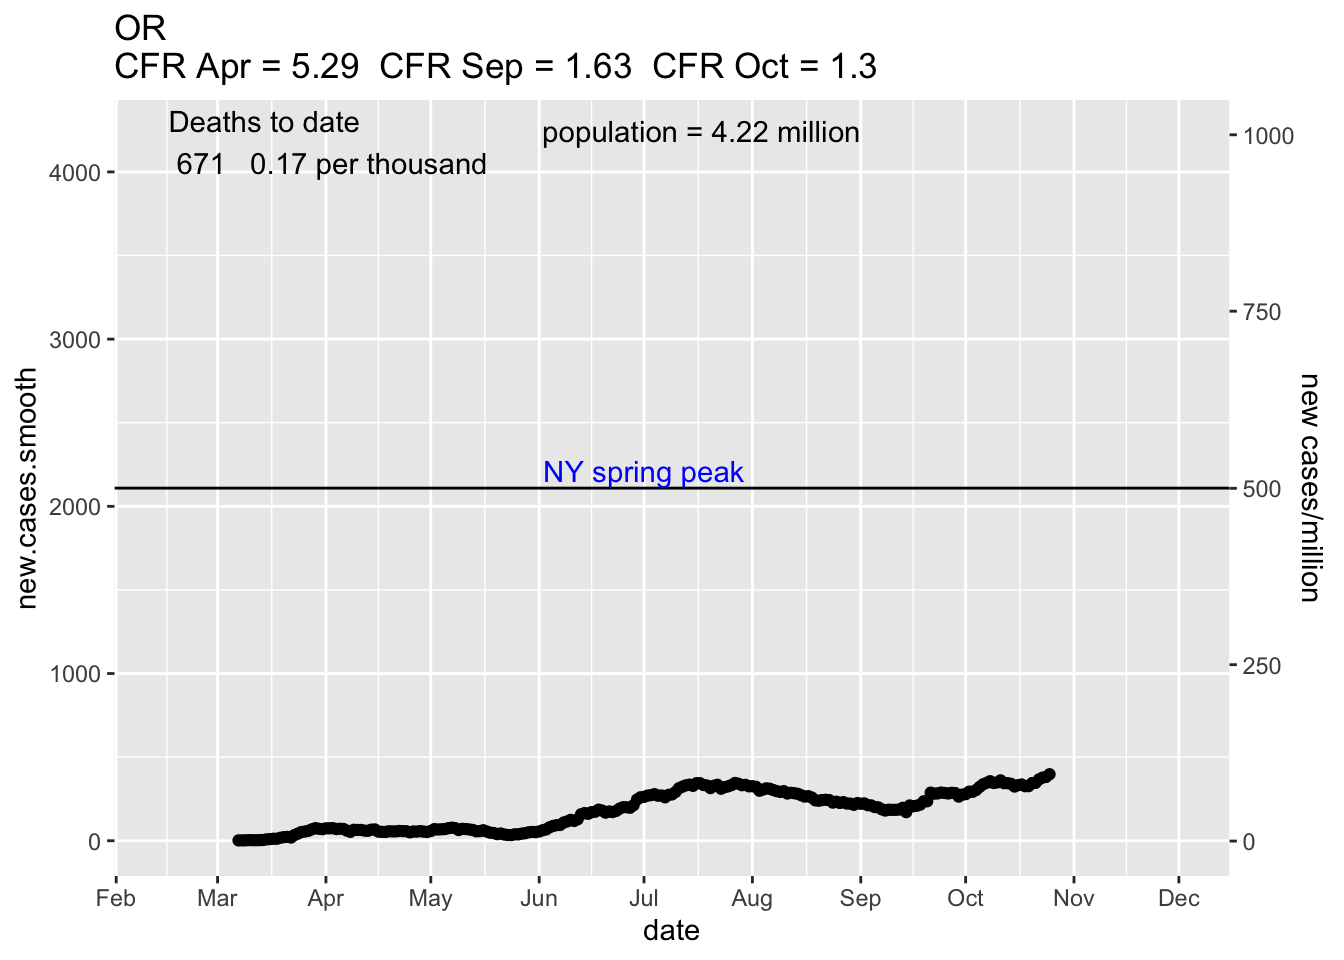 OR
CFR Apr = 5.29  CFR Sep = 1.63  CFR Oct = 1.3
Deaths to date
671   0.17 per thousand
population = 4.22 million
NY spring peak
new.cases.smooth
4000
3000
2000
1000
0
1000
750
500
250
0
new cases/million
Feb Mar Apr May Jun Jul Aug Sep Oct Nov Dec
date